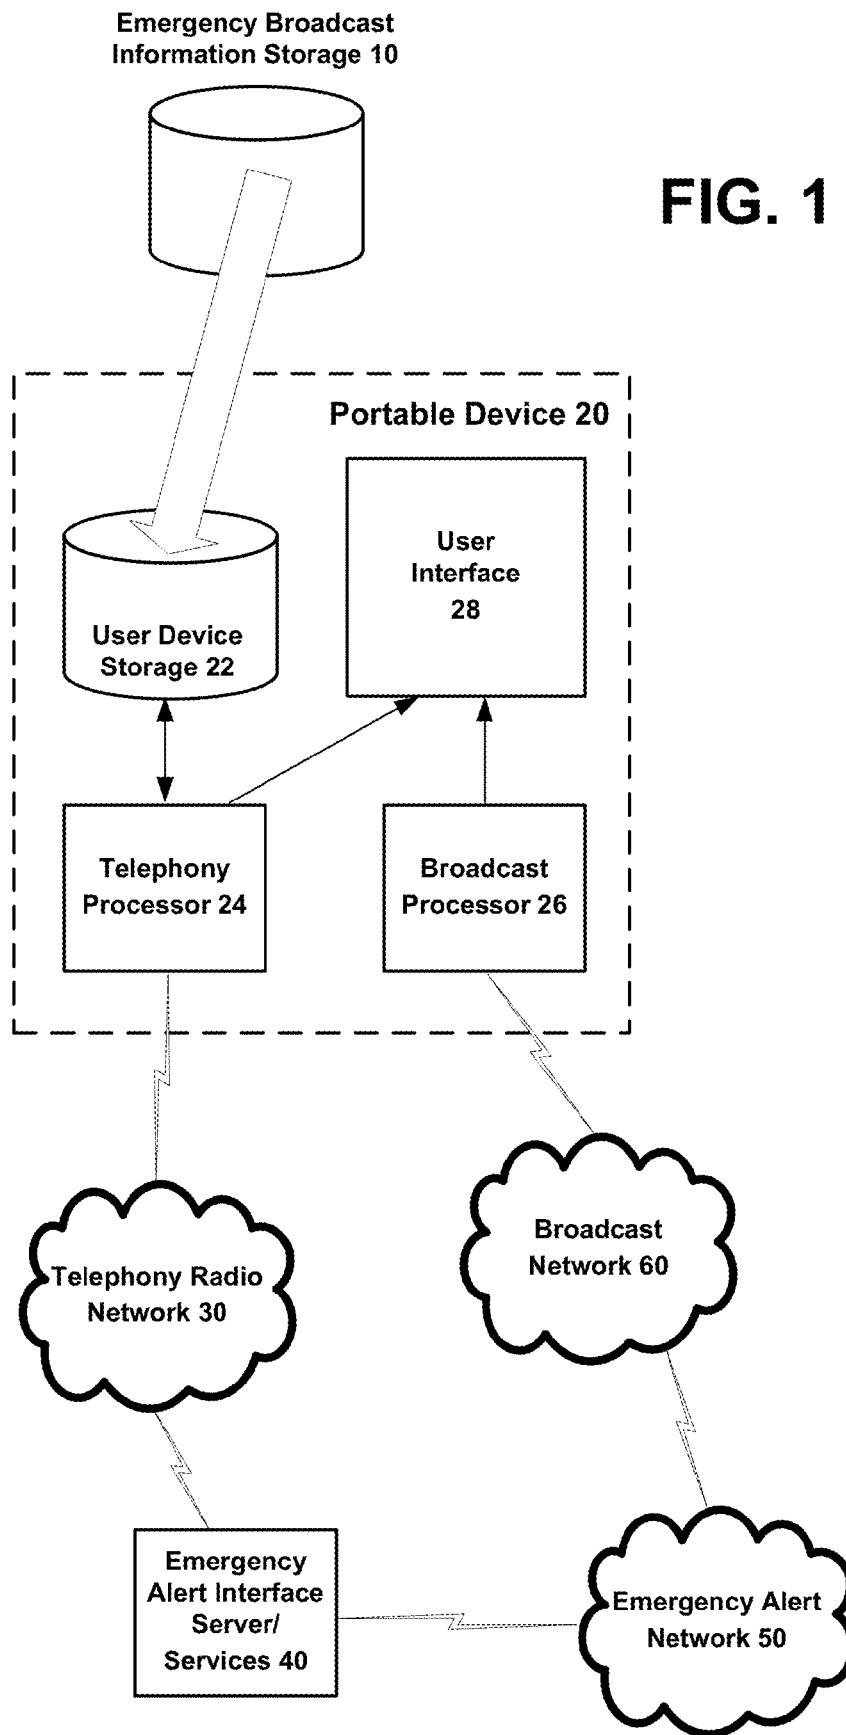 Emergency Broadcast
Information Storage 10
FIG. 1
Portable Device 20
User
Interface
28
User Device
Storage 22
Telephony
Processor 24
Broadcast
Processor 26
Broadcast
Network 60
Telephony Radio
Network 30
Emergency
Alert Interface
Server/
Services 40
Emergency Alert
Network 50